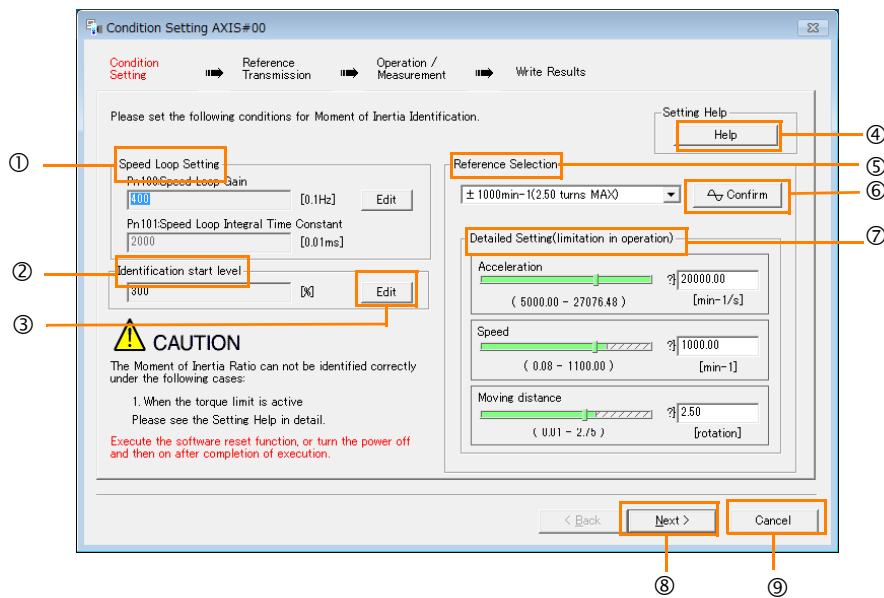 Condition Setting AXIS#00
Condition Setting
Reference Transmission
Operation / Measurement
Write Results
Please set the following conditions for Moment of Inertia Identification.
Setting Help
Help
④
①
Speed Loop Setting
Pn100:Speed Loop Gain
400 [0.1Hz] Edit
Pn101:Speed Loop Integral Time Constant
2000 [0.01ms]
②
Identification start level
300 [%] Edit
③
CAUTION
The Moment of Inertia Ratio can not be identified correctly
under the following cases:
1. When the torque limit is active
Please see the Setting Help in detail.
Execute the software reset function, or turn the power off
and then on after completion of execution.
Reference Selection
⑤
± 1000min-1(2.50 turns MAX)
Confirm
⑥
Detailed Setting(limitation in operation)
⑦
Acceleration
?} 20000.00
( 5000.00 - 27076.48 ) [min-1/s]
Speed
?} 1000.00
( 0.08 - 1100.00 ) [min-1]
Moving distance
?} 2.50
( 0.01 - 2.75 ) [rotation]
< Back
Next >
Cancel
⑧
⑨